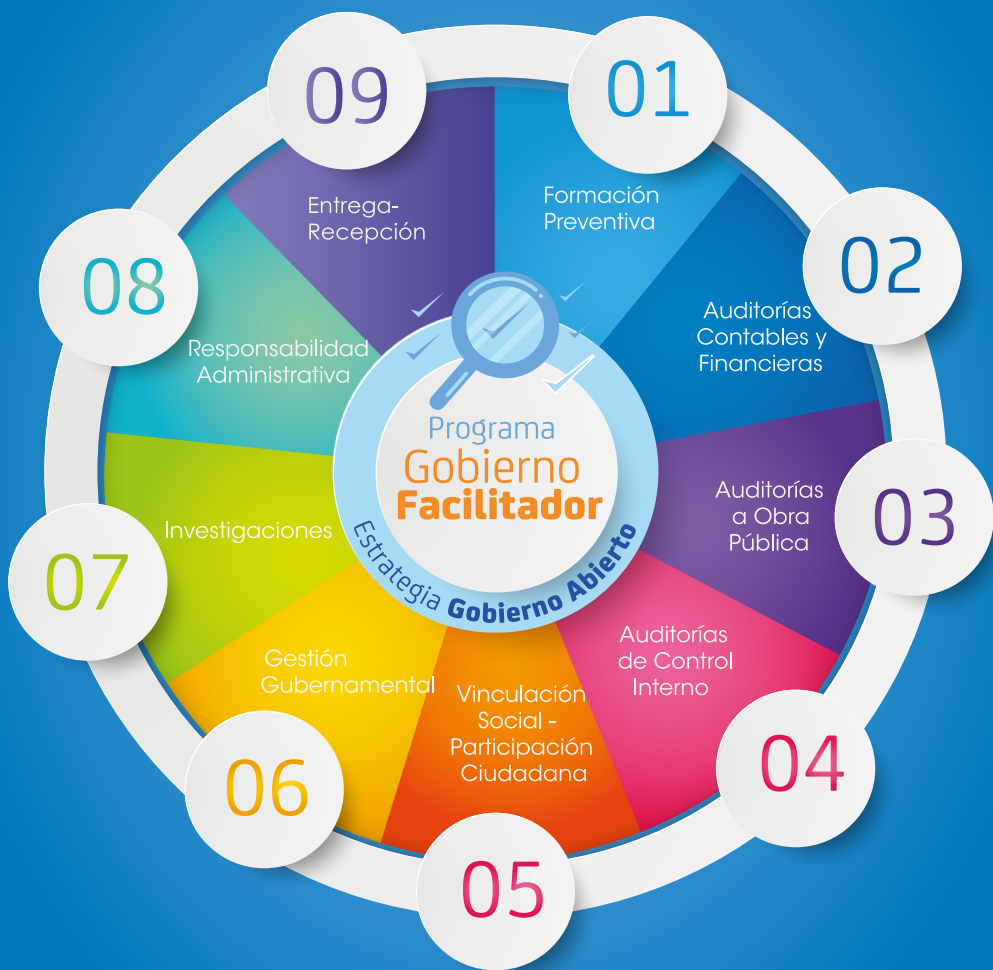 01
Formación
Preventiva
02
Auditorías
Contables y
Financieras
03
Auditorías
a Obra
Pública
04
Auditorías
de Control
Interno
05
Vinculación
Social -
Participación
Ciudadana
06
Gestión
Gubernamental
07
Investigaciones
08
Responsabilidad
Administrativa
09
Entrega-
Recepción
Programa
Gobierno
Facilitador
Estrategia Gobierno Abierto